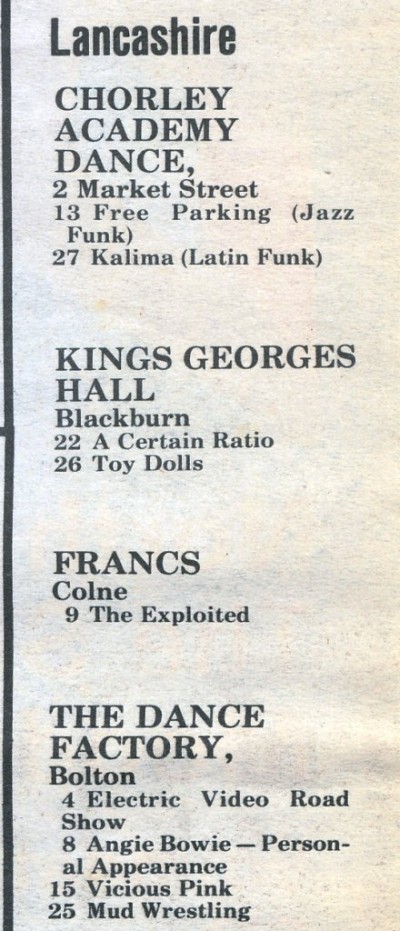 Lancashire
CHORLEY
ACADEMY
DANCE,
2 Market Street
13 Free Parking (Jazz
Funk)
27 Kalima (Latin Funk)
KINGS GEORGES
HALL
Blackburn
22 A Certain Ratio
26 Toy Dolls
FRANCS
Colne
9 The Exploited
THE DANCE
FACTORY,
Bolton
4 Electric Video Road
Show
8 Angie Bowie — Person-
al Appearance
15 Vicious Pink
25 Mud Wrestling